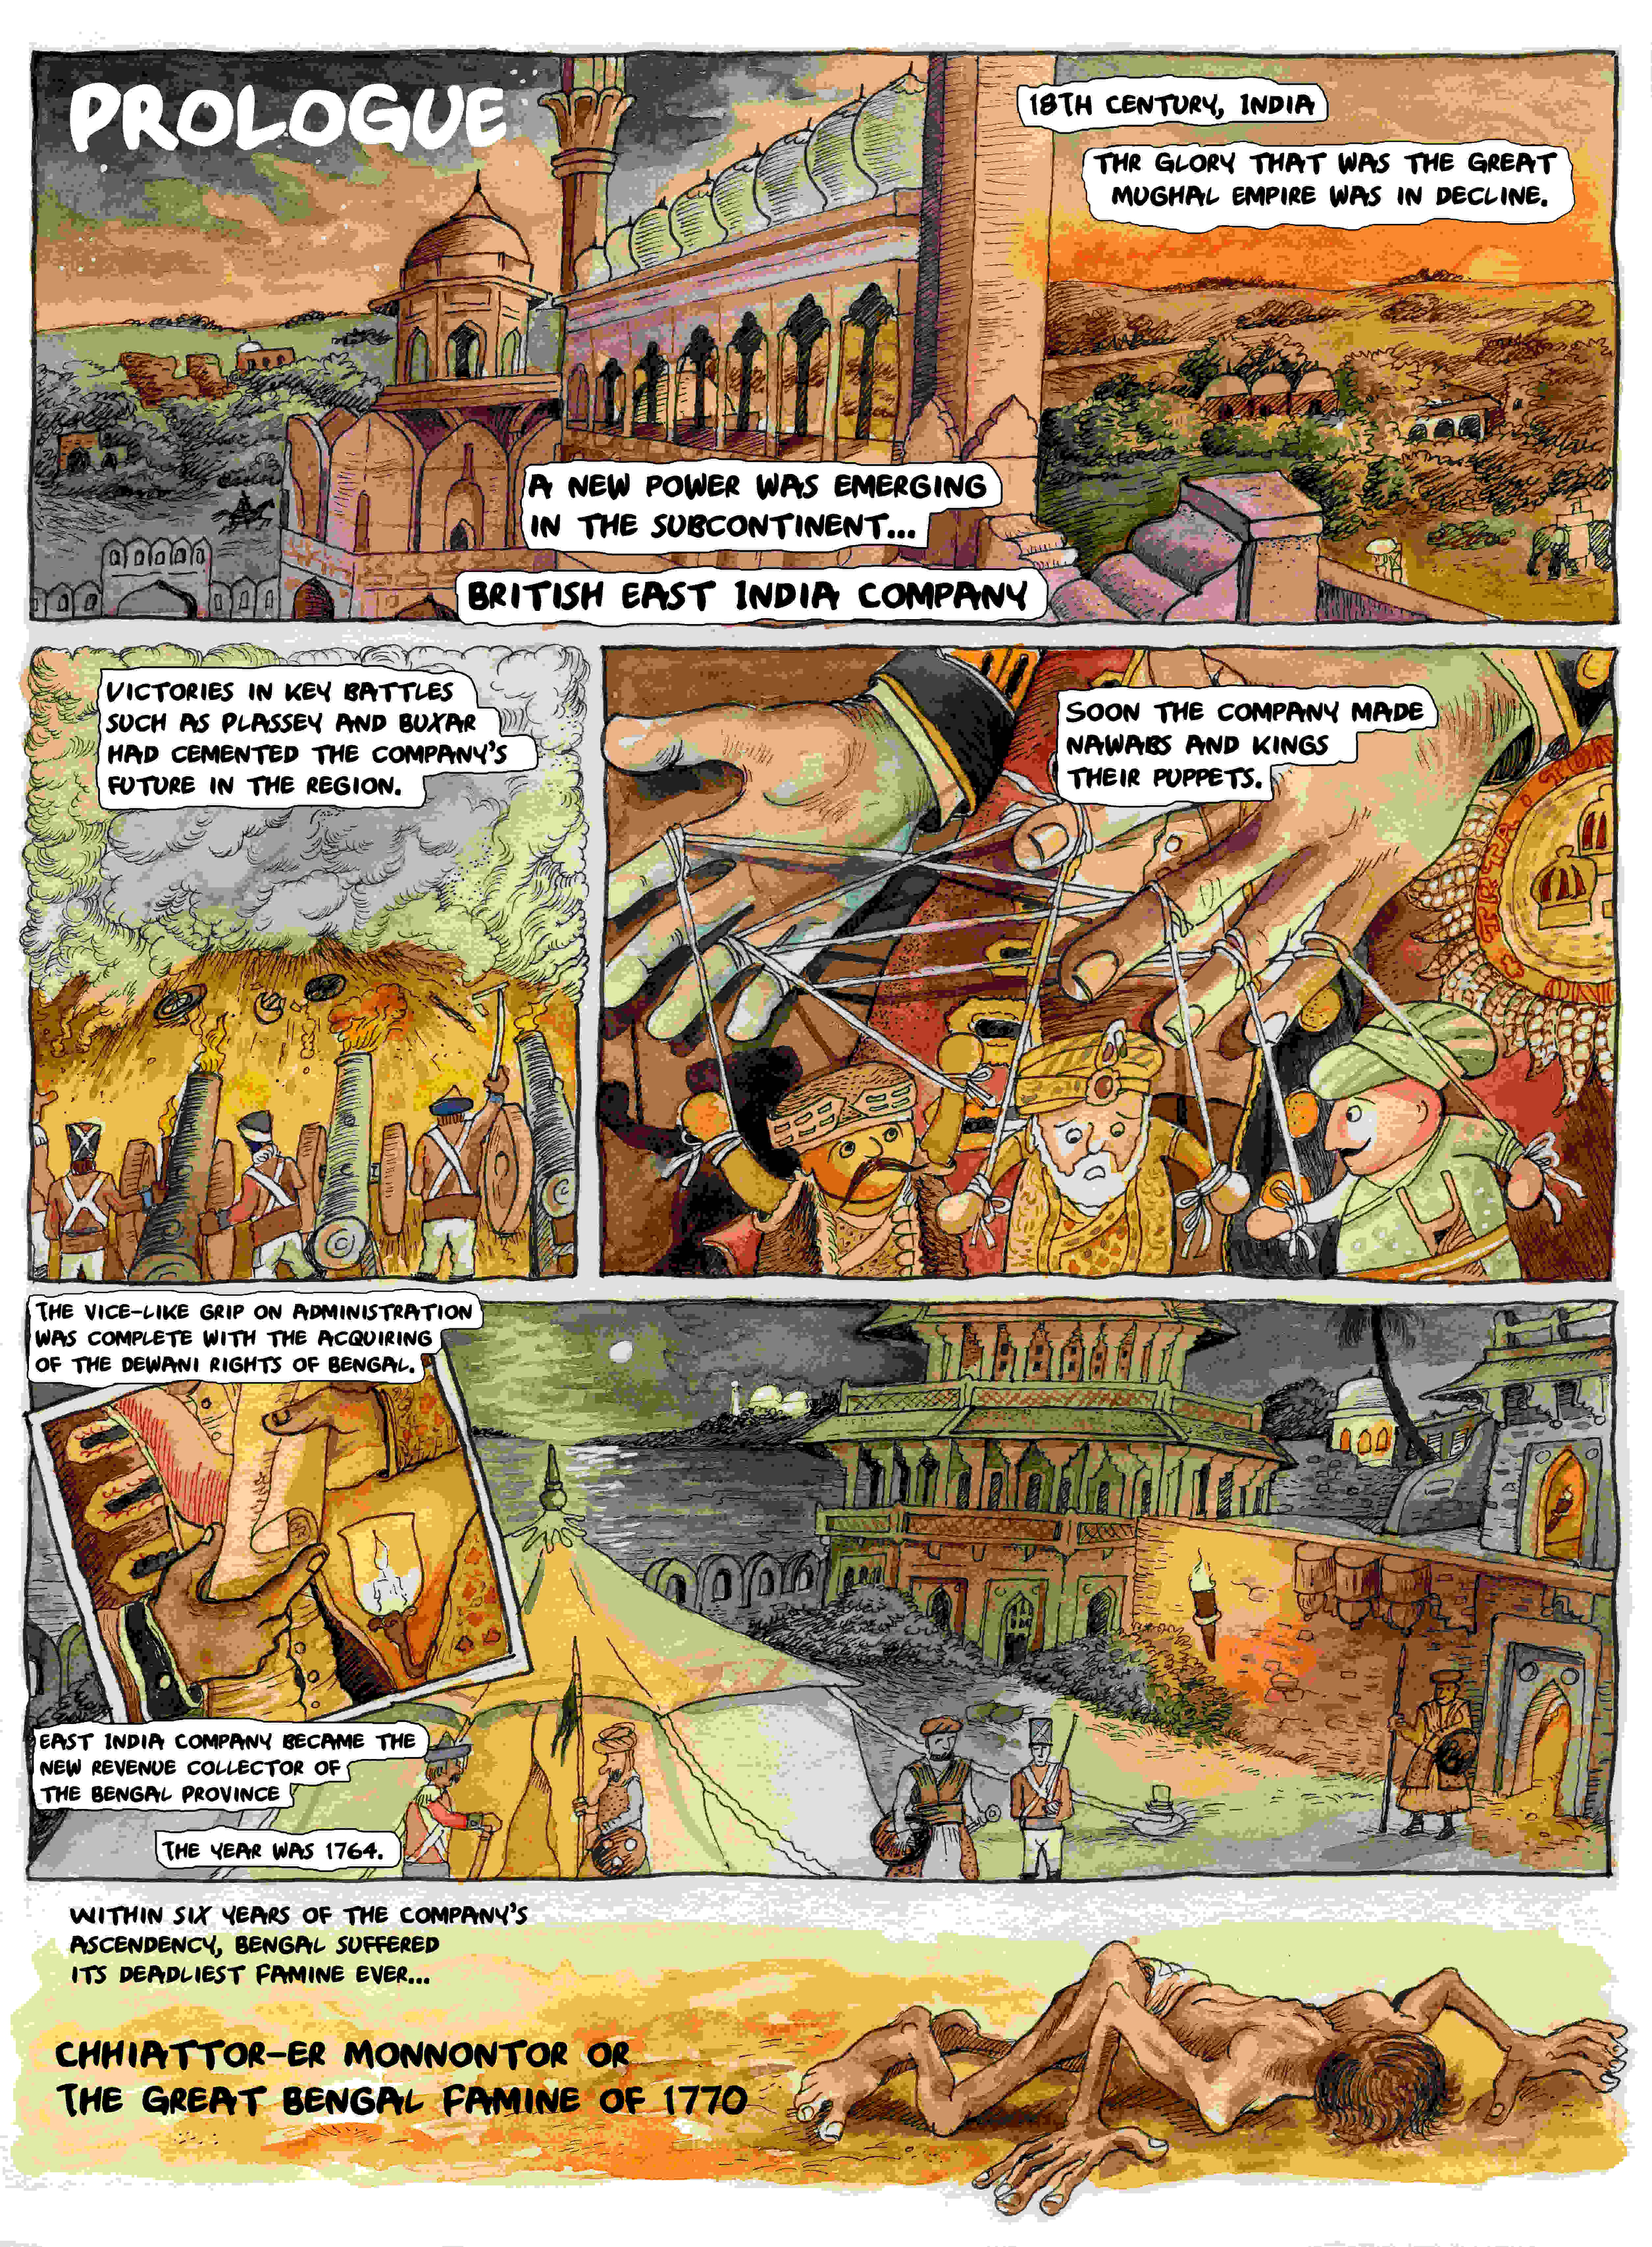 PROLOGUE
18TH CENTURY, INDIA
THR GLORY THAT WAS THE GREAT
MUGHAL EMPIRE WAS IN DECLINE.
A NEW POWER WAS EMERGING
IN THE SUBCONTINENT...
BRITISH EAST INDIA COMPANY
VICTORIES IN KEY BATTLES
SUCH AS PLASSEY AND BUXAR
HAD CEMENTED THE COMPANY'S
FUTURE IN THE REGION.
SOON THE COMPANY MADE
NAWABS AND KINGS
THEIR PUPPETS.
THE VICE-LIKE GRIP ON ADMINISTRATION
WAS COMPLETE WITH THE ACQUIRING
OF THE DEWANI RIGHTS OF BENGAL.
EAST INDIA COMPANY BECAME THE
NEW REVENUE COLLECTOR OF
THE BENGAL PROVINCE
THE YEAR WAS 1764.
WITHIN SIX YEARS OF THE COMPANY'S
ASCENDENCY, BENGAL SUFFERED
ITS DEADLIEST FAMINE EVER...
CHHIATTOR-ER MONNONTOR OR
THE GREAT BENGAL FAMINE OF 1770